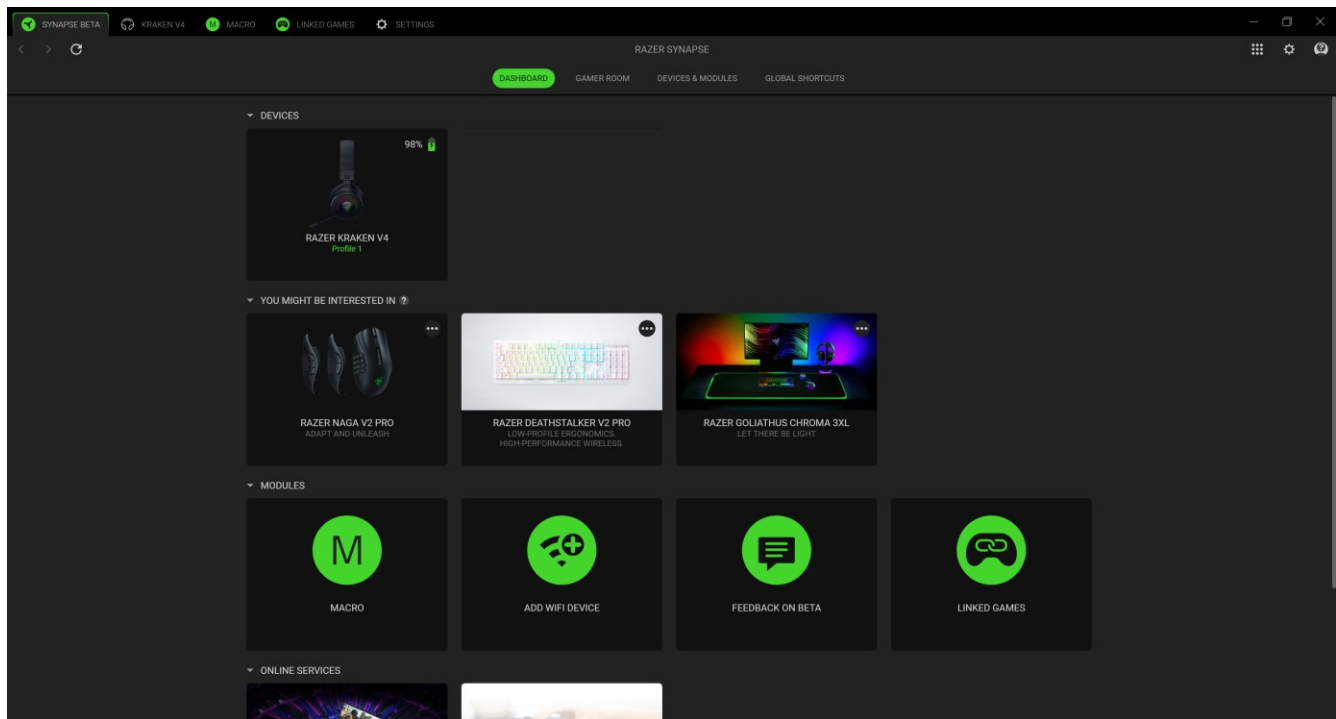 SYNAPSE BETA
KRAKEN V4
M
MACRO
LINKED GAMES
SETTINGS
RAZER SYNAPSE
DASHBOARD
GAMER ROOM
DEVICES & MODULES
GLOBAL SHORTCUTS
DEVICES
98%
RAZER KRAKEN V4
Profile 1
YOU MIGHT BE INTERESTED IN ?
RAZER NAGA V2 PRO
ADAPT AND UNLEASH
RAZER DEATHSTALKER V2 PRO
LOW-PROFILE ERGONOMICS.
HIGH-PERFORMANCE WIRELESS.
RAZER GOLIATHUS CHROMA 3XL
LET THERE BE LIGHT
MODULES
M
MACRO
ADD WIFI DEVICE
FEEDBACK ON BETA
LINKED GAMES
ONLINE SERVICES